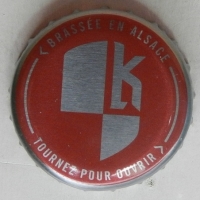 < BRASSÉE EN ALSACE
K
TOURNEZ POUR OUVRIR >